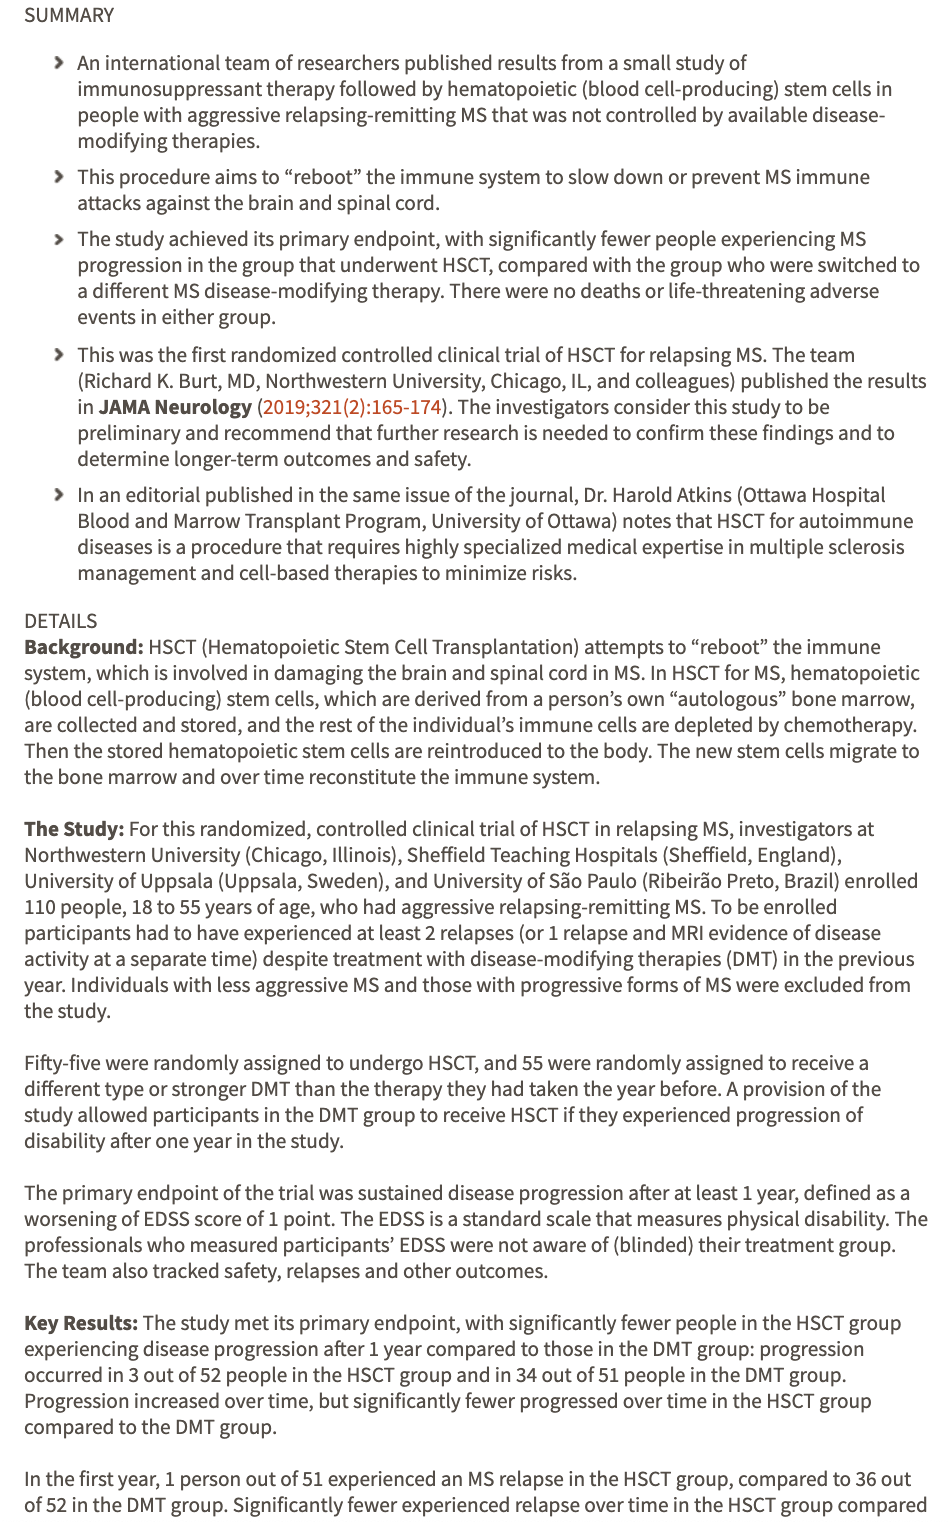 SUMMARY
An international team of researchers published results from a small study of
immunosuppressant therapy followed by hematopoietic (blood cell-producing) stem cells in
people with aggressive relapsing-remitting MS that was not controlled by available disease-
modifying therapies.
This procedure aims to “reboot” the immune system to slow down or prevent MS immune
attacks against the brain and spinal cord.
The study achieved its primary endpoint, with significantly fewer people experiencing MS
progression in the group that underwent HSCT, compared with the group who were switched to
a different MS disease-modifying therapy. There were no deaths or life-threatening adverse
events in either group.
This was the first randomized controlled clinical trial of HSCT for relapsing MS. The team
(Richard K. Burt, MD, Northwestern University, Chicago, IL, and colleagues) published the results
in JAMA Neurology (2019;321(2):165-174). The investigators consider this study to be
preliminary and recommend that further research is needed to confirm these findings and to
determine longer-term outcomes and safety.
In an editorial published in the same issue of the journal, Dr. Harold Atkins (Ottawa Hospital
Blood and Marrow Transplant Program, University of Ottawa) notes that HSCT for autoimmune
diseases is a procedure that requires highly specialized medical expertise in multiple sclerosis
management and cell-based therapies to minimize risks.
DETAILS
Background: HSCT (Hematopoietic Stem Cell Transplantation) attempts to “reboot” the immune
system, which is involved in damaging the brain and spinal cord in MS. In HSCT for MS, hematopoietic
(blood cell-producing) stem cells, which are derived from a person’s own “autologous” bone marrow,
are collected and stored, and the rest of the individual’s immune cells are depleted by chemotherapy.
Then the stored hematopoietic stem cells are reintroduced to the body. The new stem cells migrate to
the bone marrow and over time reconstitute the immune system.
The Study: For this randomized, controlled clinical trial of HSCT in relapsing MS, investigators at
Northwestern University (Chicago, Illinois), Sheffield Teaching Hospitals (Sheffield, England),
University of Uppsala (Uppsala, Sweden), and University of São Paulo (Ribeirão Preto, Brazil) enrolled
110 people, 18 to 55 years of age, who had aggressive relapsing-remitting MS. To be enrolled
participants had to have experienced at least 2 relapses (or 1 relapse and MRI evidence of disease
activity at a separate time) despite treatment with disease-modifying therapies (DMT) in the previous
year. Individuals with less aggressive MS and those with progressive forms of MS were excluded from
the study.
Fifty-five were randomly assigned to undergo HSCT, and 55 were randomly assigned to receive a
different type or stronger DMT than the therapy they had taken the year before. A provision of the
study allowed participants in the DMT group to receive HSCT if they experienced progression of
disability after one year in the study.
The primary endpoint of the trial was sustained disease progression after at least 1 year, defined as a
worsening of EDSS score of 1 point. The EDSS is a standard scale that measures physical disability. The
professionals who measured participants’ EDSS were not aware of (blinded) their treatment group.
The team also tracked safety, relapses and other outcomes.
Key Results: The study met its primary endpoint, with significantly fewer people in the HSCT group
experiencing disease progression after 1 year compared to those in the DMT group: progression
occurred in 3 out of 52 people in the HSCT group and in 34 out of 51 people in the DMT group.
Progression increased over time, but significantly fewer progressed over time in the HSCT group
compared to the DMT group.
In the first year, 1 person out of 51 experienced an MS relapse in the HSCT group, compared to 36 out
of 52 in the DMT group. Significantly fewer experienced relapse over time in the HSCT group compared